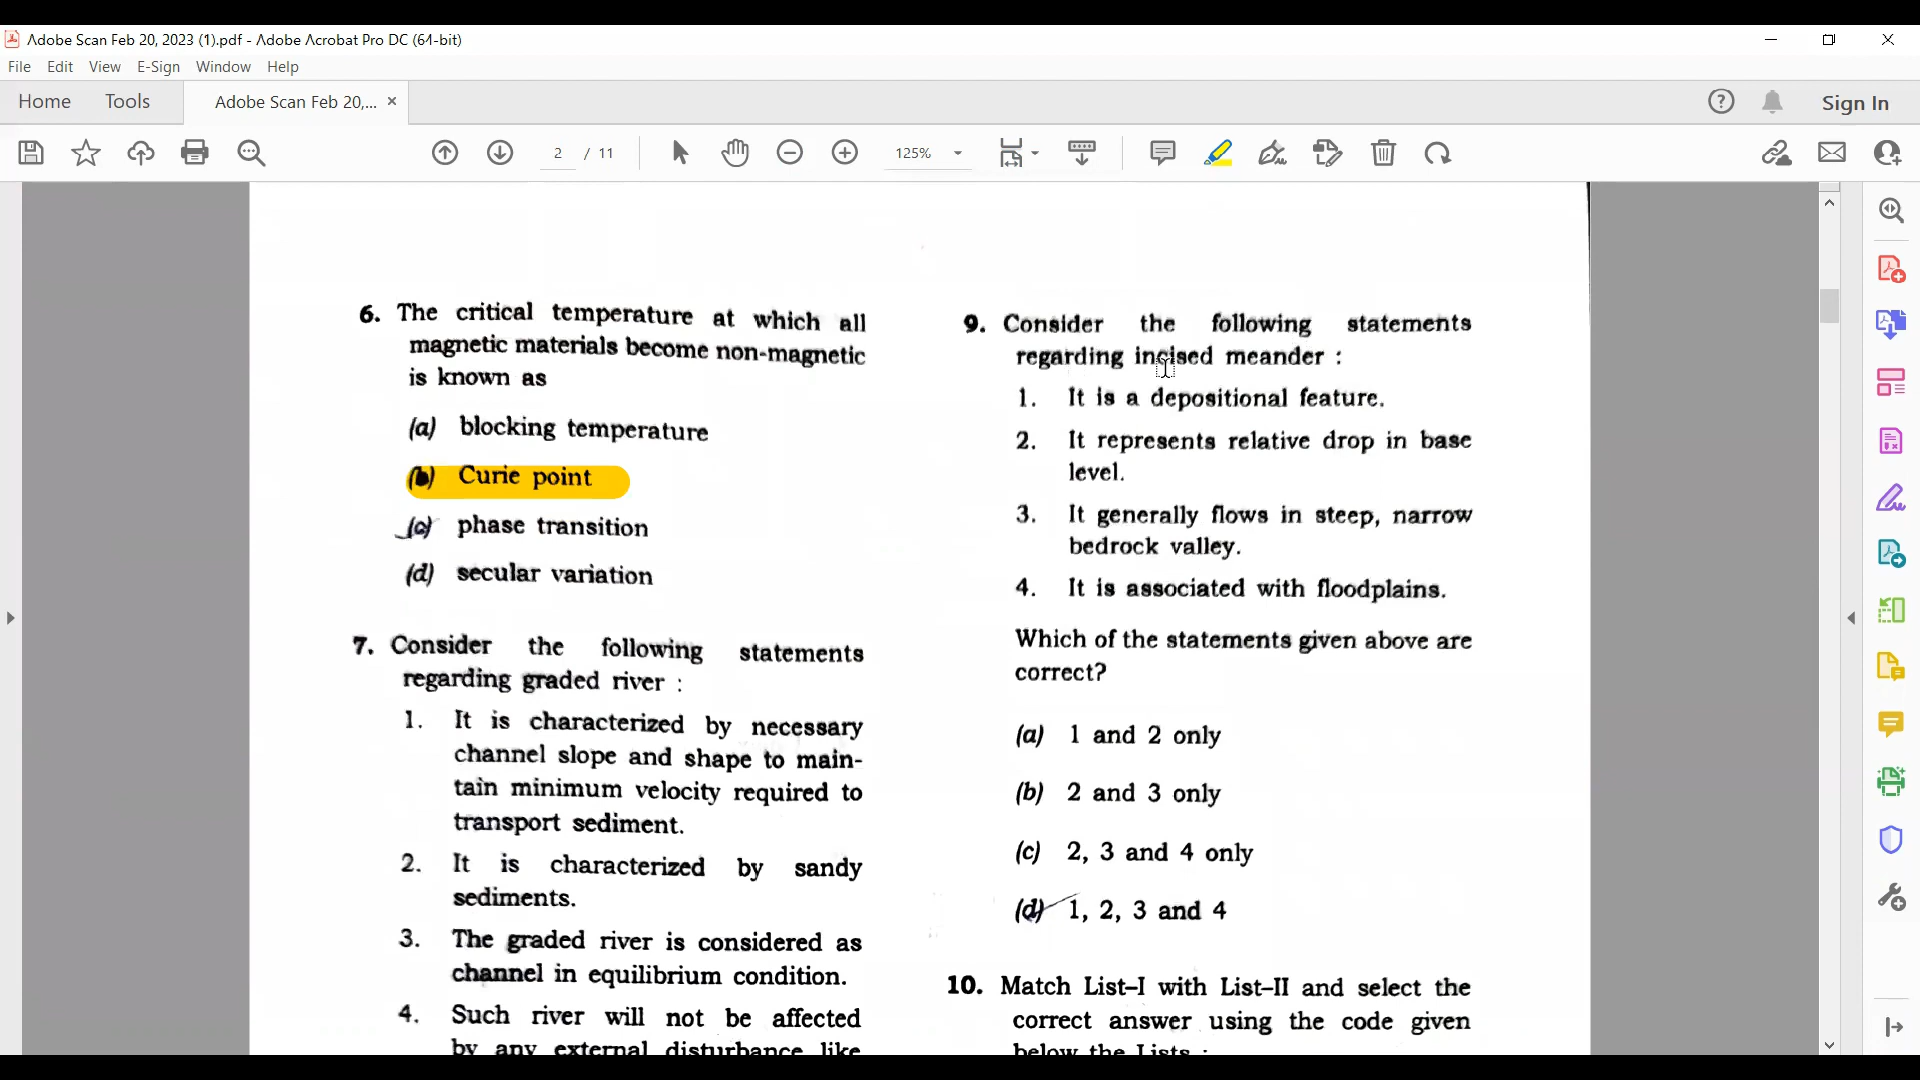 Adobe Scan Feb 20, 2023 (1).pdf - Adobe Acrobat Pro DC (64-bit)
File Edit View E-Sign Window Help
Home Tools Adobe Scan Feb 20,... × Sign In
2 / 11 125%
6. The critical temperature at which all
magnetic materials become non-magnetic
is known as
(a) blocking temperature
(b) Curie point
(c) phase transition
(d) secular variation
7. Consider the following statements
regarding graded river :
1. It is characterized by necessary
channel slope and shape to main-
tain minimum velocity required to
transport sediment.
2. It is characterized by sandy
sediments.
3. The graded river is considered as
channel in equilibrium condition.
4. Such river will not be affected
by any external disturbance like
9. Consider the following statements
regarding incised meander :
1. It is a depositional feature.
2. It represents relative drop in base
level.
3. It generally flows in steep, narrow
bedrock valley.
4. It is associated with floodplains.
Which of the statements given above are
correct?
(a) 1 and 2 only
(b) 2 and 3 only
(c) 2, 3 and 4 only
(d) 1, 2, 3 and 4
10. Match List-I with List-II and select the
correct answer using the code given
below the Lists :